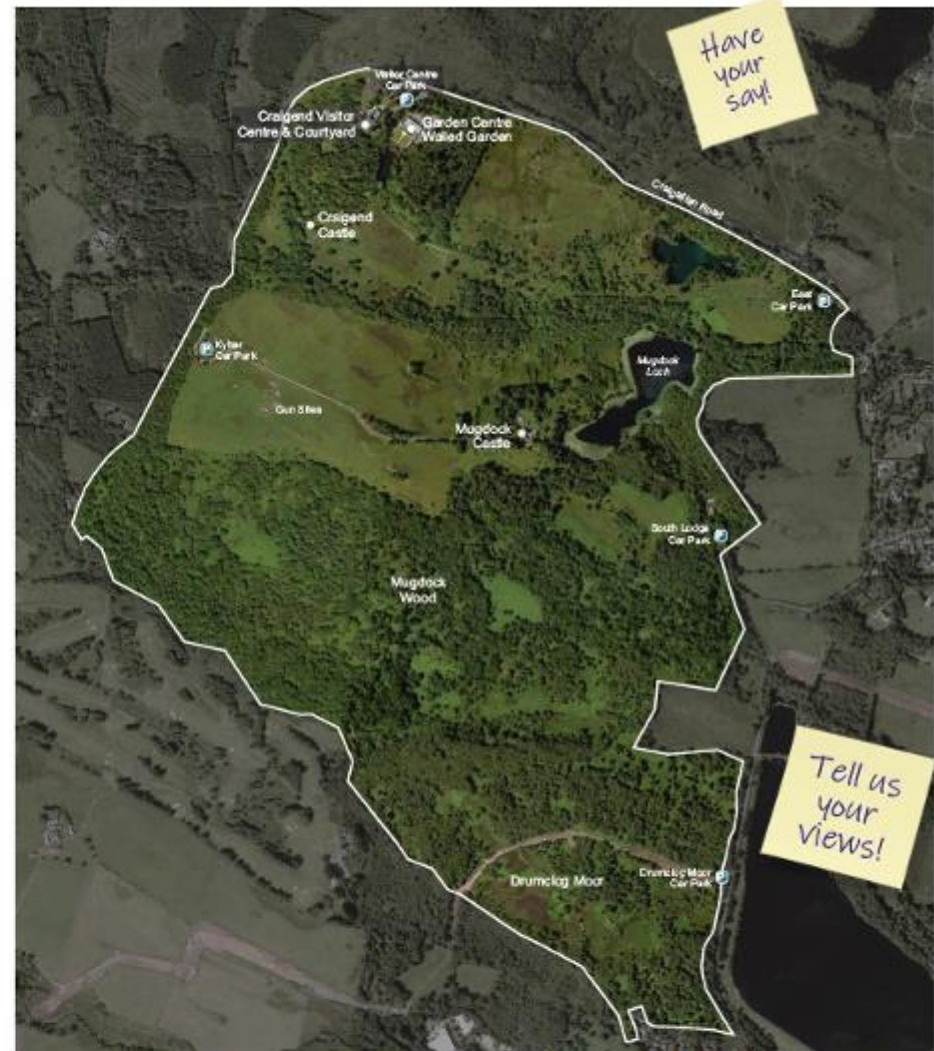 Have
your
say!
Visitor Centre
Car Park
Craigend Visitor
Centre & Courtyard
Garden Centre
Walled Garden
Craigallian Road
Craigend
Castle
East
Car Park
P
Kyber
Car Park
Mugdock
Loch
Gun Sites
Mugdock
Castle
South Lodge
Car Park
Mugdock
Wood
Tell us
your
views!
Drumclog Moor
Drumclog Moor
Car Park